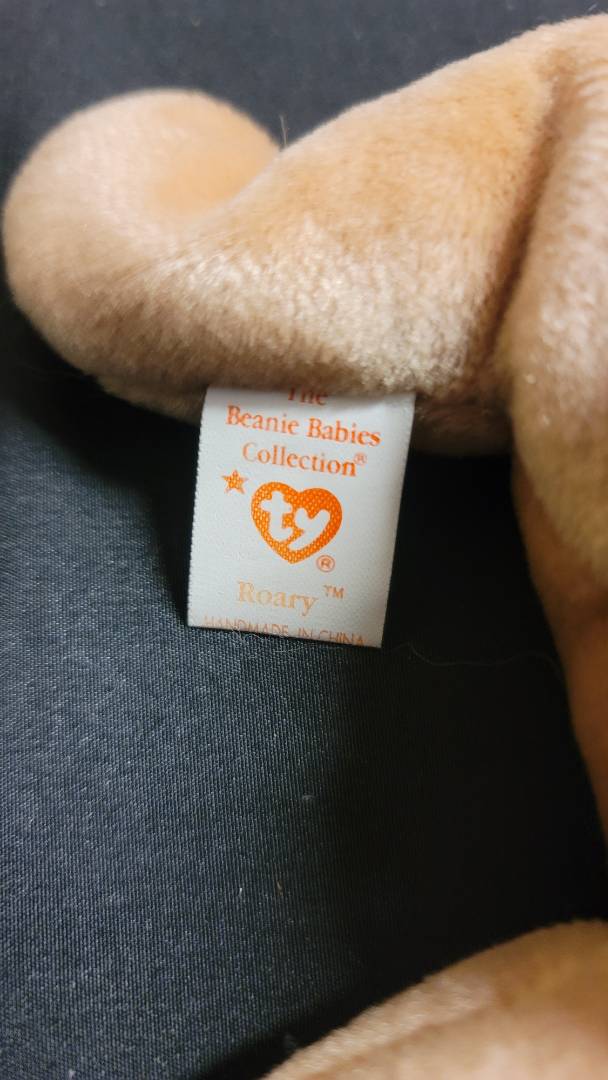 The
Beanie Babies
Collection®
ty®
Roary™
HANDMADE IN CHINA